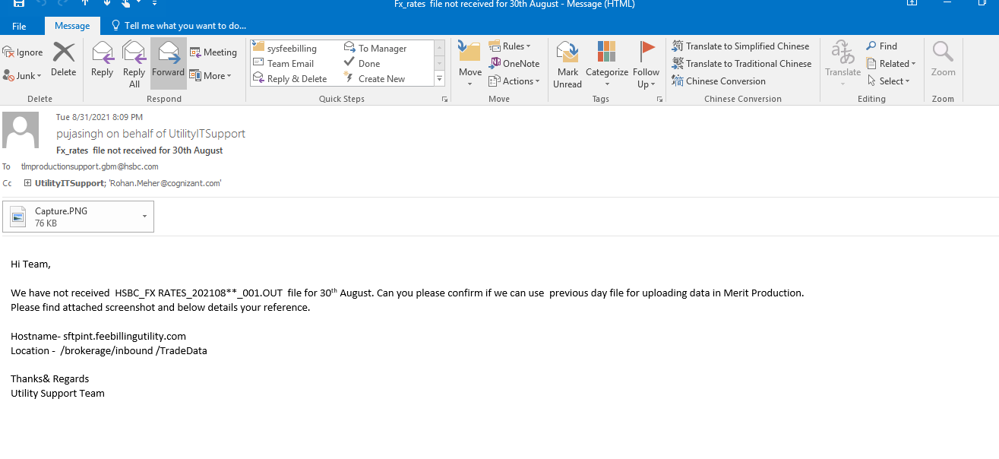 Fx_rates  file not received for 30th August - Message (HTML)
File
Message
Tell me what you want to do...
Ignore
Junk
Delete
Delete
Reply
Reply All
Forward
Meeting
More
Respond
sysfeebilling
Team Email
Reply & Delete
To Manager
Done
Create New
Quick Steps
Move
Rules
OneNote
Actions
Move
Mark Unread
Categorize
Follow Up
Tags
Translate to Simplified Chinese
Translate to Traditional Chinese
Chinese Conversion
Chinese Conversion
Translate
Find
Related
Select
Editing
Zoom
Zoom
Tue 8/31/2021 8:09 PM
pujasingh on behalf of UtilityITSupport
Fx_rates  file not received for 30th August
To tlmproductionsupport.gbm@hsbc.com
Cc UtilityITSupport; 'Rohan.Meher@cognizant.com'
Capture.PNG
76 KB
Hi Team,
We have not received  HSBC_FX RATES_202108**_001.OUT  file for 30th August. Can you please confirm if we can use  previous day file for uploading data in Merit Production.
Please find attached screenshot and below details your reference.
Hostname- sftpint.feebillingutility.com
Location -  /brokerage/inbound /TradeData
Thanks& Regards
Utility Support Team